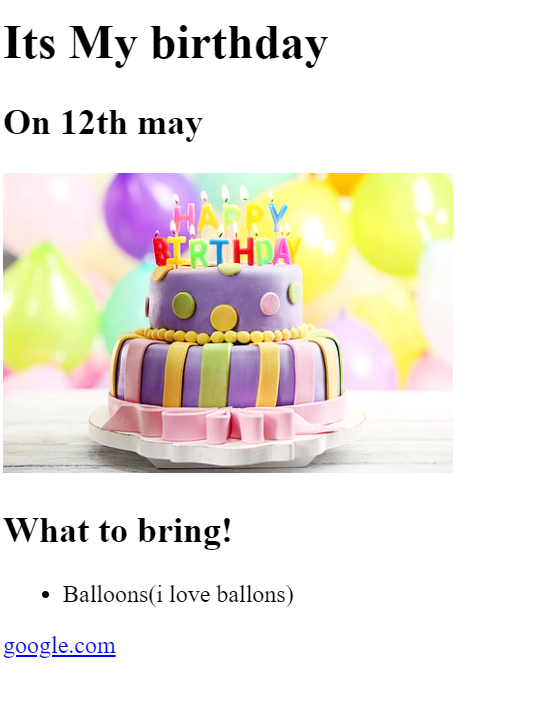 Its My birthday
On 12th may
HAPPY
BIRTHDAY
What to bring!
Balloons(i love ballons)
google.com